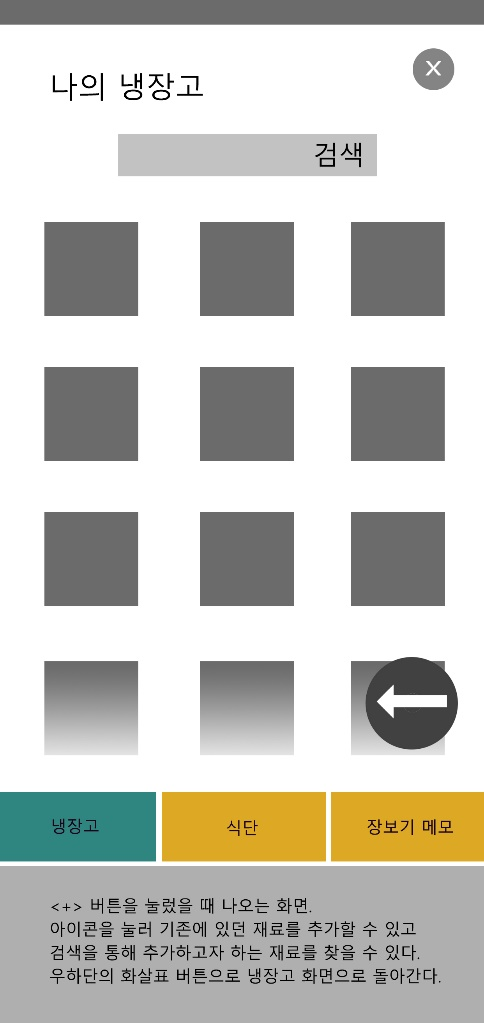 나의 냉장고
X
검색
냉장고
식단
장보기 메모
<+> 버튼을 눌렀을 때 나오는 화면.
아이콘을 눌러 기존에 있던 재료를 추가할 수 있고
검색을 통해 추가하고자 하는 재료를 찾을 수 있다.
우하단의 화살표 버튼으로 냉장고 화면으로 돌아간다.